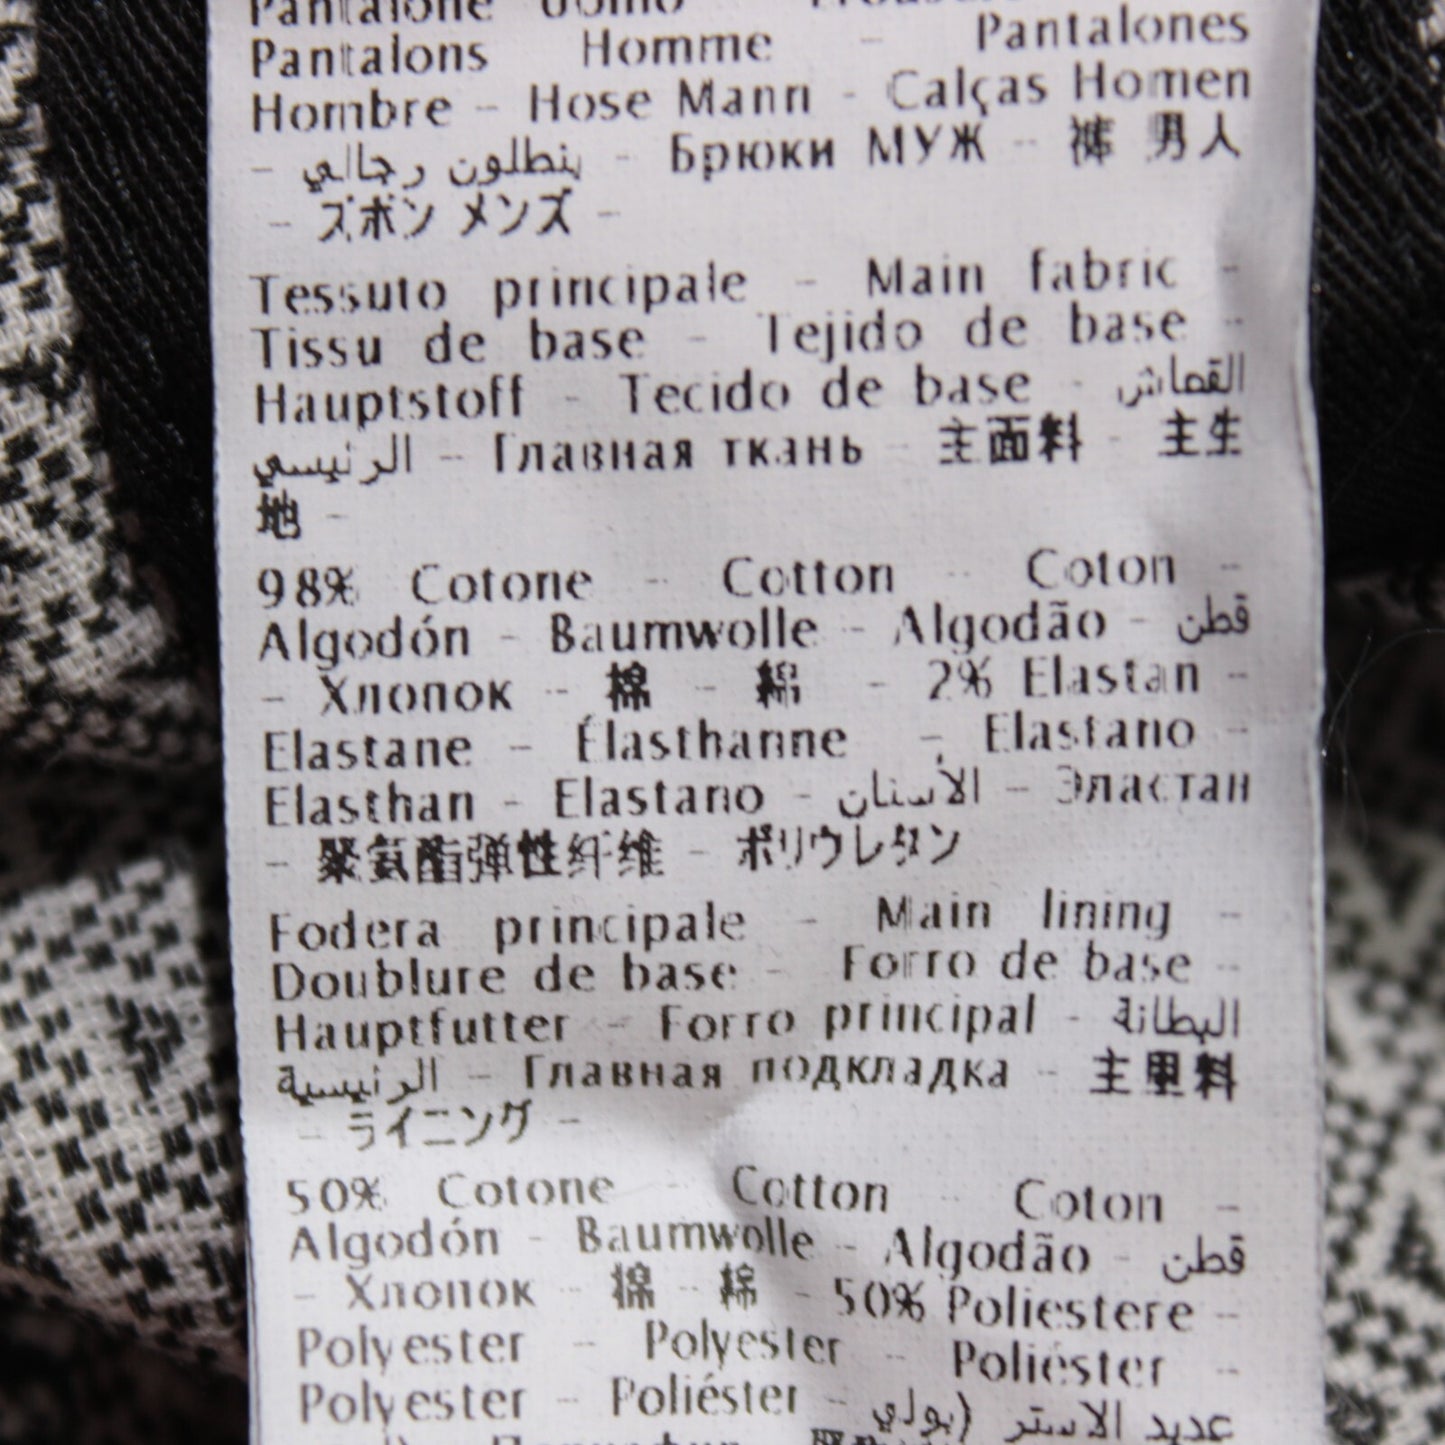 Pantalone uomo
Pantalons Homme - Pantalones
Hombre - Hose Mann - Calças Homen
- بنطلون رجالي - Брюки МУЖ - 裤 男人
- ズボン メンズ -
Tessuto principale - Main fabric -
Tissu de base - Tejido de base -
Hauptstoff - Tecido de base - القماش
الرئيسي - Главная ткань - 主面料 - 主生
地 -
98% Cotone - Cotton - Coton -
Algodón - Baumwolle - Algodão - قطن
- Хлопок - 棉 - 綿 - 2% Elastan -
Elastane - Élasthanne - Elastano -
Elasthan - Elastano - الأستان - Эластан
- 聚氨酯弹性纤维 - ポリウレタン
Fodera principale - Main lining -
Doublure de base - Forro de base -
Hauptfutter - Forro principal - البطانة
الرئيسية - Главная подкладка - 主里料
- ライニング -
50% Cotone - Cotton - Coton -
Algodón - Baumwolle - Algodão - قطن
- Хлопок - 棉 - 綿 - 50% Poliestere -
Polyester - Polyester - Poliéster -
Polyester - Poliéster - عديد الاستر (بولي